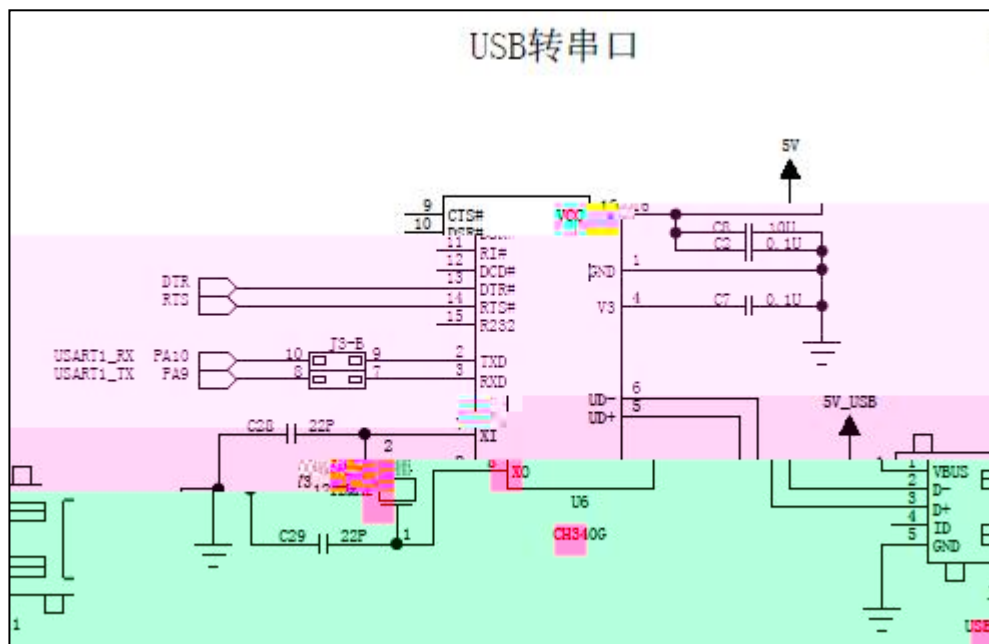 USB转串口
5V
9 CTS# VCC
10 DSR#
C8 10U
11 RI# C2 0.1U
12 DCD# GND 1
DTR 13 DTR#
RTS 14 RTS# V3 4 C7 0.1U
15 R232
J3-B
USART1_RX PA10 10 9 2 TXD
USART1_TX PA9 8 7 3 RXD
UD- 6
UD+ 5 5V_USB
C28 22P XI
2
XO 1 VBUS
2 D-
U6 3 D+
4 ID
C29 22P 1 CH340G 5 GND
1 USB